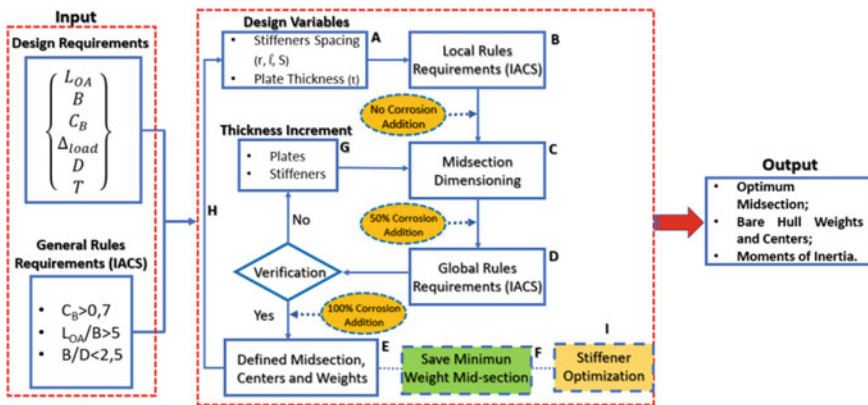 Input
Design Requirements
L_OA
B
C_B
Δ_load
D
T
General Rules
Requirements (IACS)
• C_B>0,7
• L_OA/B>5
• B/D<2,5
H
Design Variables
A
• Stiffeners Spacing
(r, ℓ, S)
• Plate Thickness (t)
B
Local Rules
Requirements (IACS)
No Corrosion
Addition
Thickness Increment
G
• Plates
• Stiffeners
C
Midsection
Dimensioning
50% Corrosion
Addition
No
Verification
D
Global Rules
Requirements (IACS)
Yes
100% Corrosion
Addition
E
Defined Midsection,
Centers and Weights
Save Minimun
Weight Mid-section
F
I
Stiffener
Optimization
Output
• Optimum
Midsection;
• Bare Hull Weights
and Centers;
• Moments of Inertia.